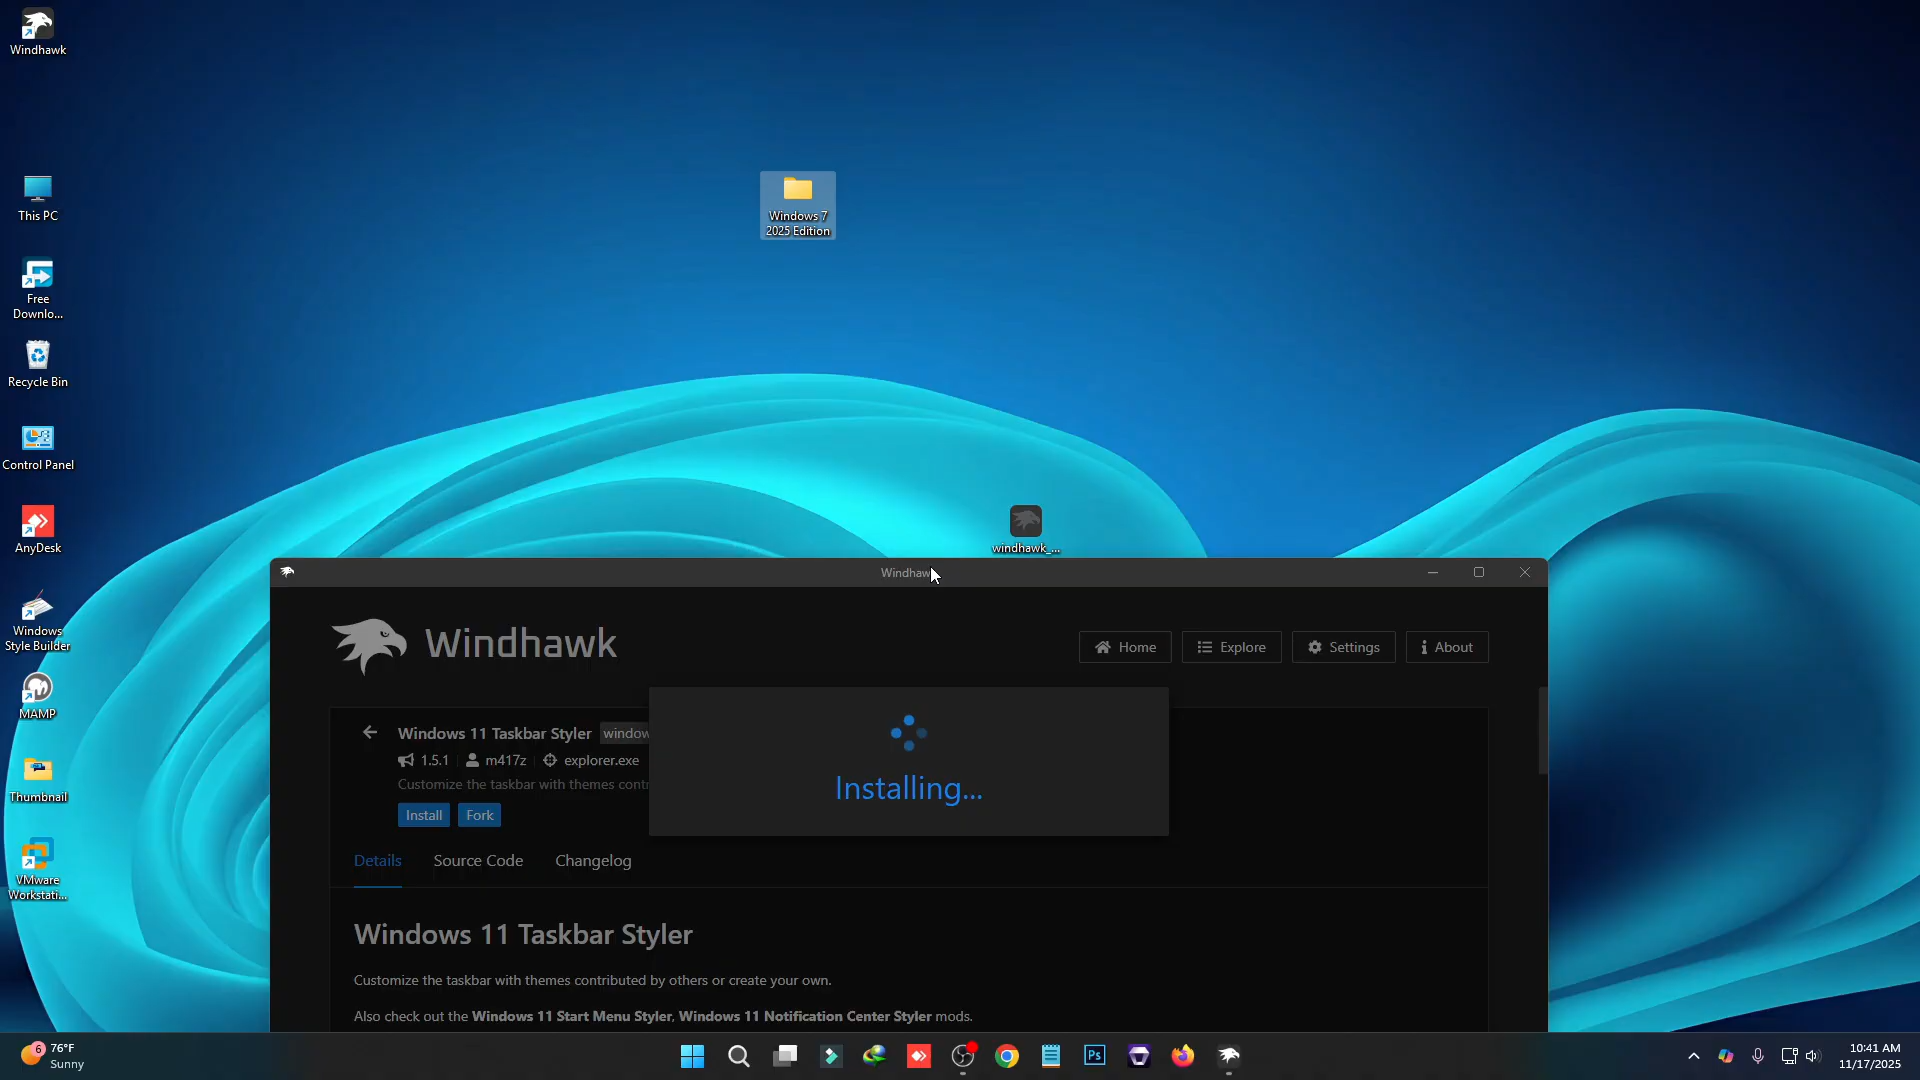 Windhawk
This PC
Free
Downlo...
Recycle Bin
Control Panel
AnyDesk
Windows
Style Builder
MAMP
Thumbnail
VMware
Workstati...
Windows 7
2025 Edition
windhawk_...
Windhaw
Windhawk
Home
Explore
Settings
About
Windows 11 Taskbar Styler window
1.5.1
m417z
explorer.exe
Customize the taskbar with themes contr
Install
Fork
Installing...
Details
Source Code
Changelog
Windows 11 Taskbar Styler
Customize the taskbar with themes contributed by others or create your own.
Also check out the Windows 11 Start Menu Styler, Windows 11 Notification Center Styler mods.
6
76°F
Sunny
Ps
10:41 AM
11/17/2025